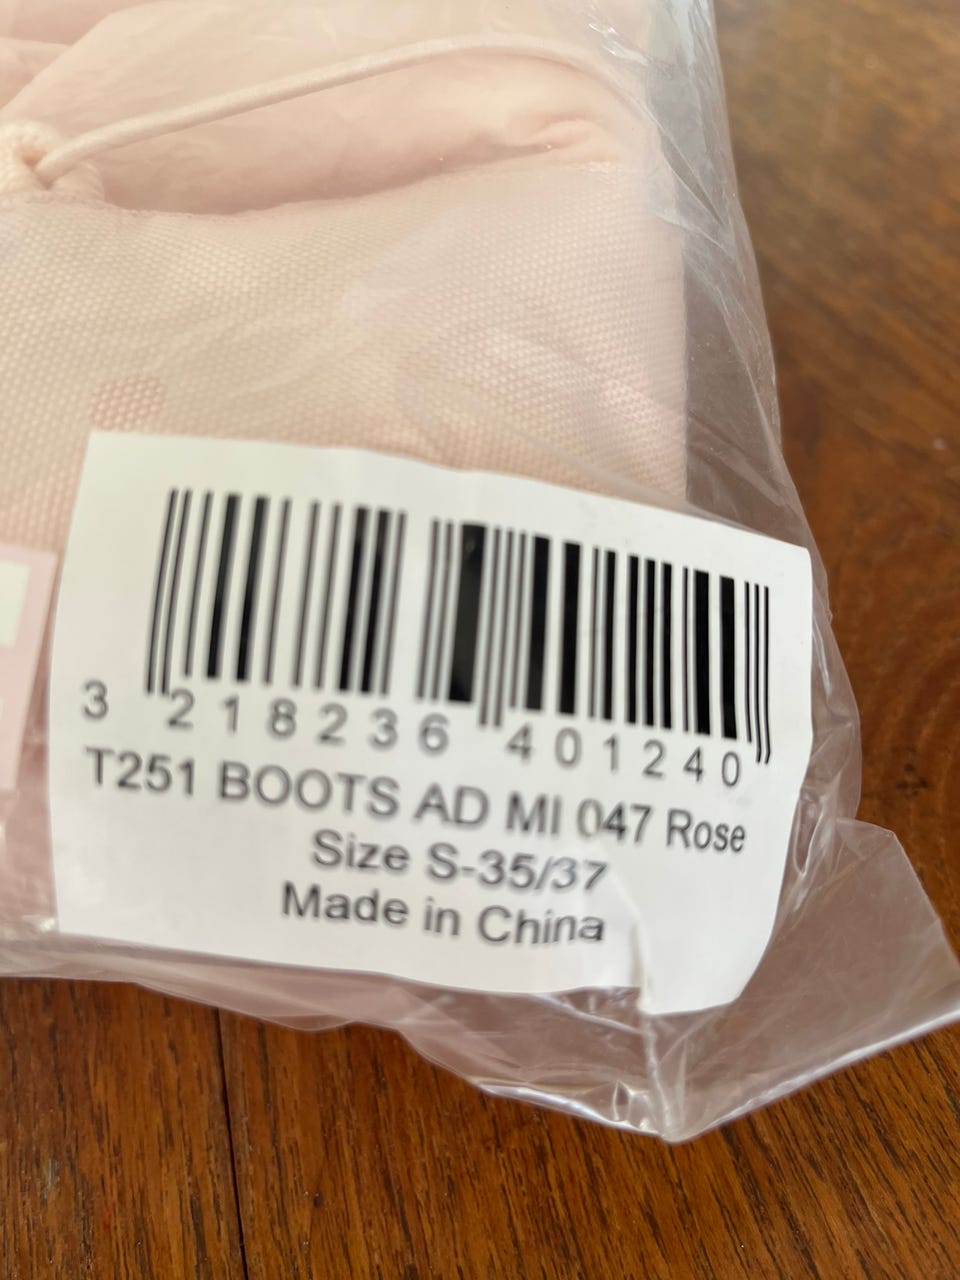 3 218236 401240
T251 BOOTS AD MI 047 Rose
Size S-35/37
Made in China